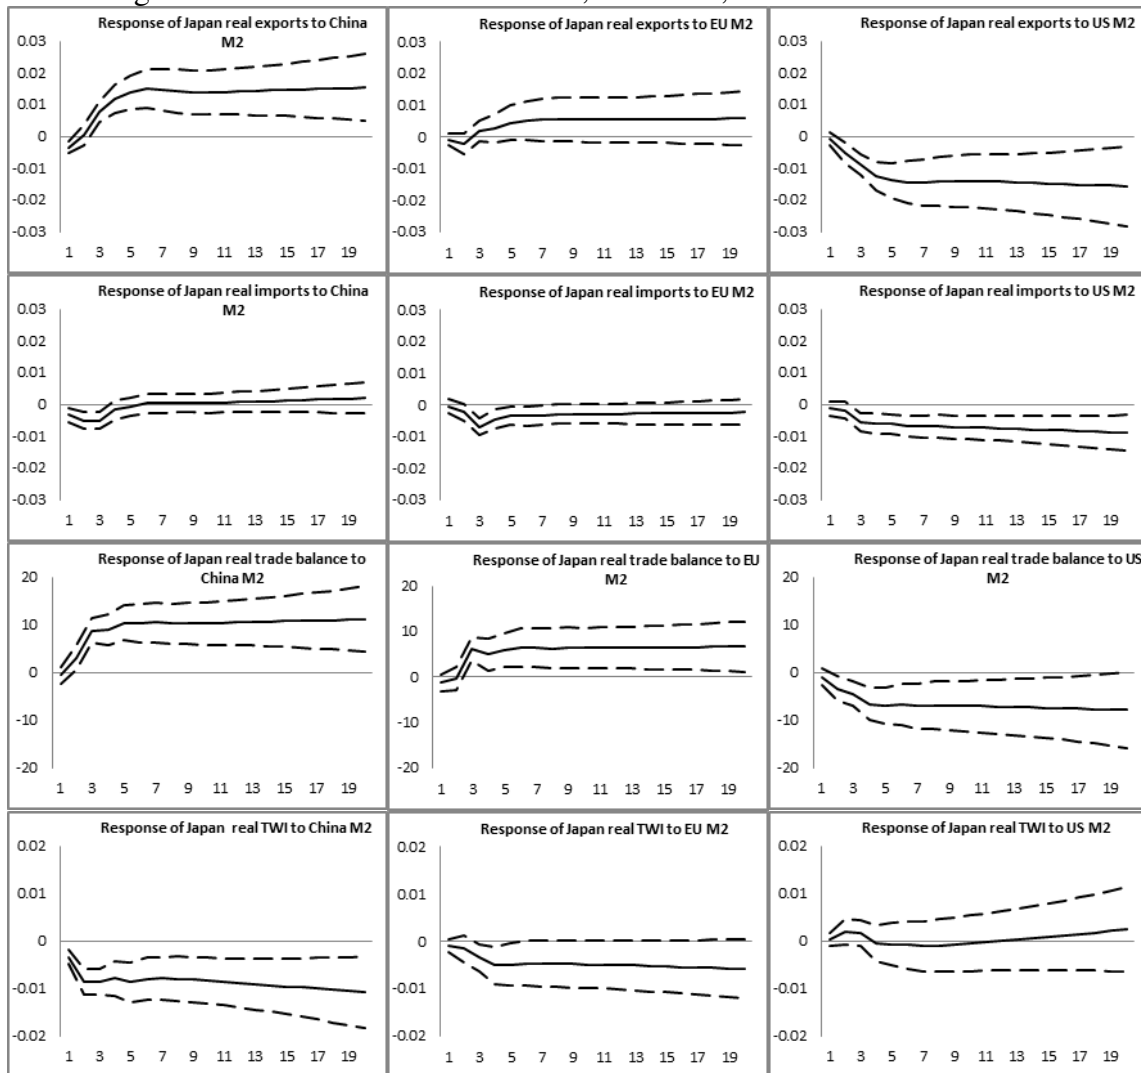 Response of Japan real exports to China
M2
0.03
0.02
0.01
0
-0.01
-0.02
-0.03
1 3 5 7 9 11 13 15 17 19
Response of Japan real exports to EU M2
0.03
0.02
0.01
0
-0.01
-0.02
-0.03
1 3 5 7 9 11 13 15 17 19
Response of Japan real exports to US M2
0.03
0.02
0.01
0
-0.01
-0.02
-0.03
1 3 5 7 9 11 13 15 17 19
Response of Japan real imports to China
M2
0.03
0.02
0.01
0
-0.01
-0.02
-0.03
1 3 5 7 9 11 13 15 17 19
Response of Japan real imports to EU M2
0.03
0.02
0.01
0
-0.01
-0.02
-0.03
1 3 5 7 9 11 13 15 17 19
Response of Japan real imports to US M2
0.03
0.02
0.01
0
-0.01
-0.02
-0.03
1 3 5 7 9 11 13 15 17 19
Response of Japan real trade balance to
China M2
20
10
0
-10
-20
1 3 5 7 9 11 13 15 17 19
Response of Japan real trade balance to EU
M2
20
10
0
-10
-20
1 3 5 7 9 11 13 15 17 19
Response of Japan real trade balance to US
M2
20
10
0
-10
-20
1 3 5 7 9 11 13 15 17 19
Response of Japan real TWI to China M2
0.02
0.01
0
-0.01
-0.02
1 3 5 7 9 11 13 15 17 19
Response of Japan real TWI to EU M2
0.02
0.01
0
-0.01
-0.02
1 3 5 7 9 11 13 15 17 19
Response of Japan real TWI to US M2
0.02
0.01
0
-0.01
-0.02
1 3 5 7 9 11 13 15 17 19